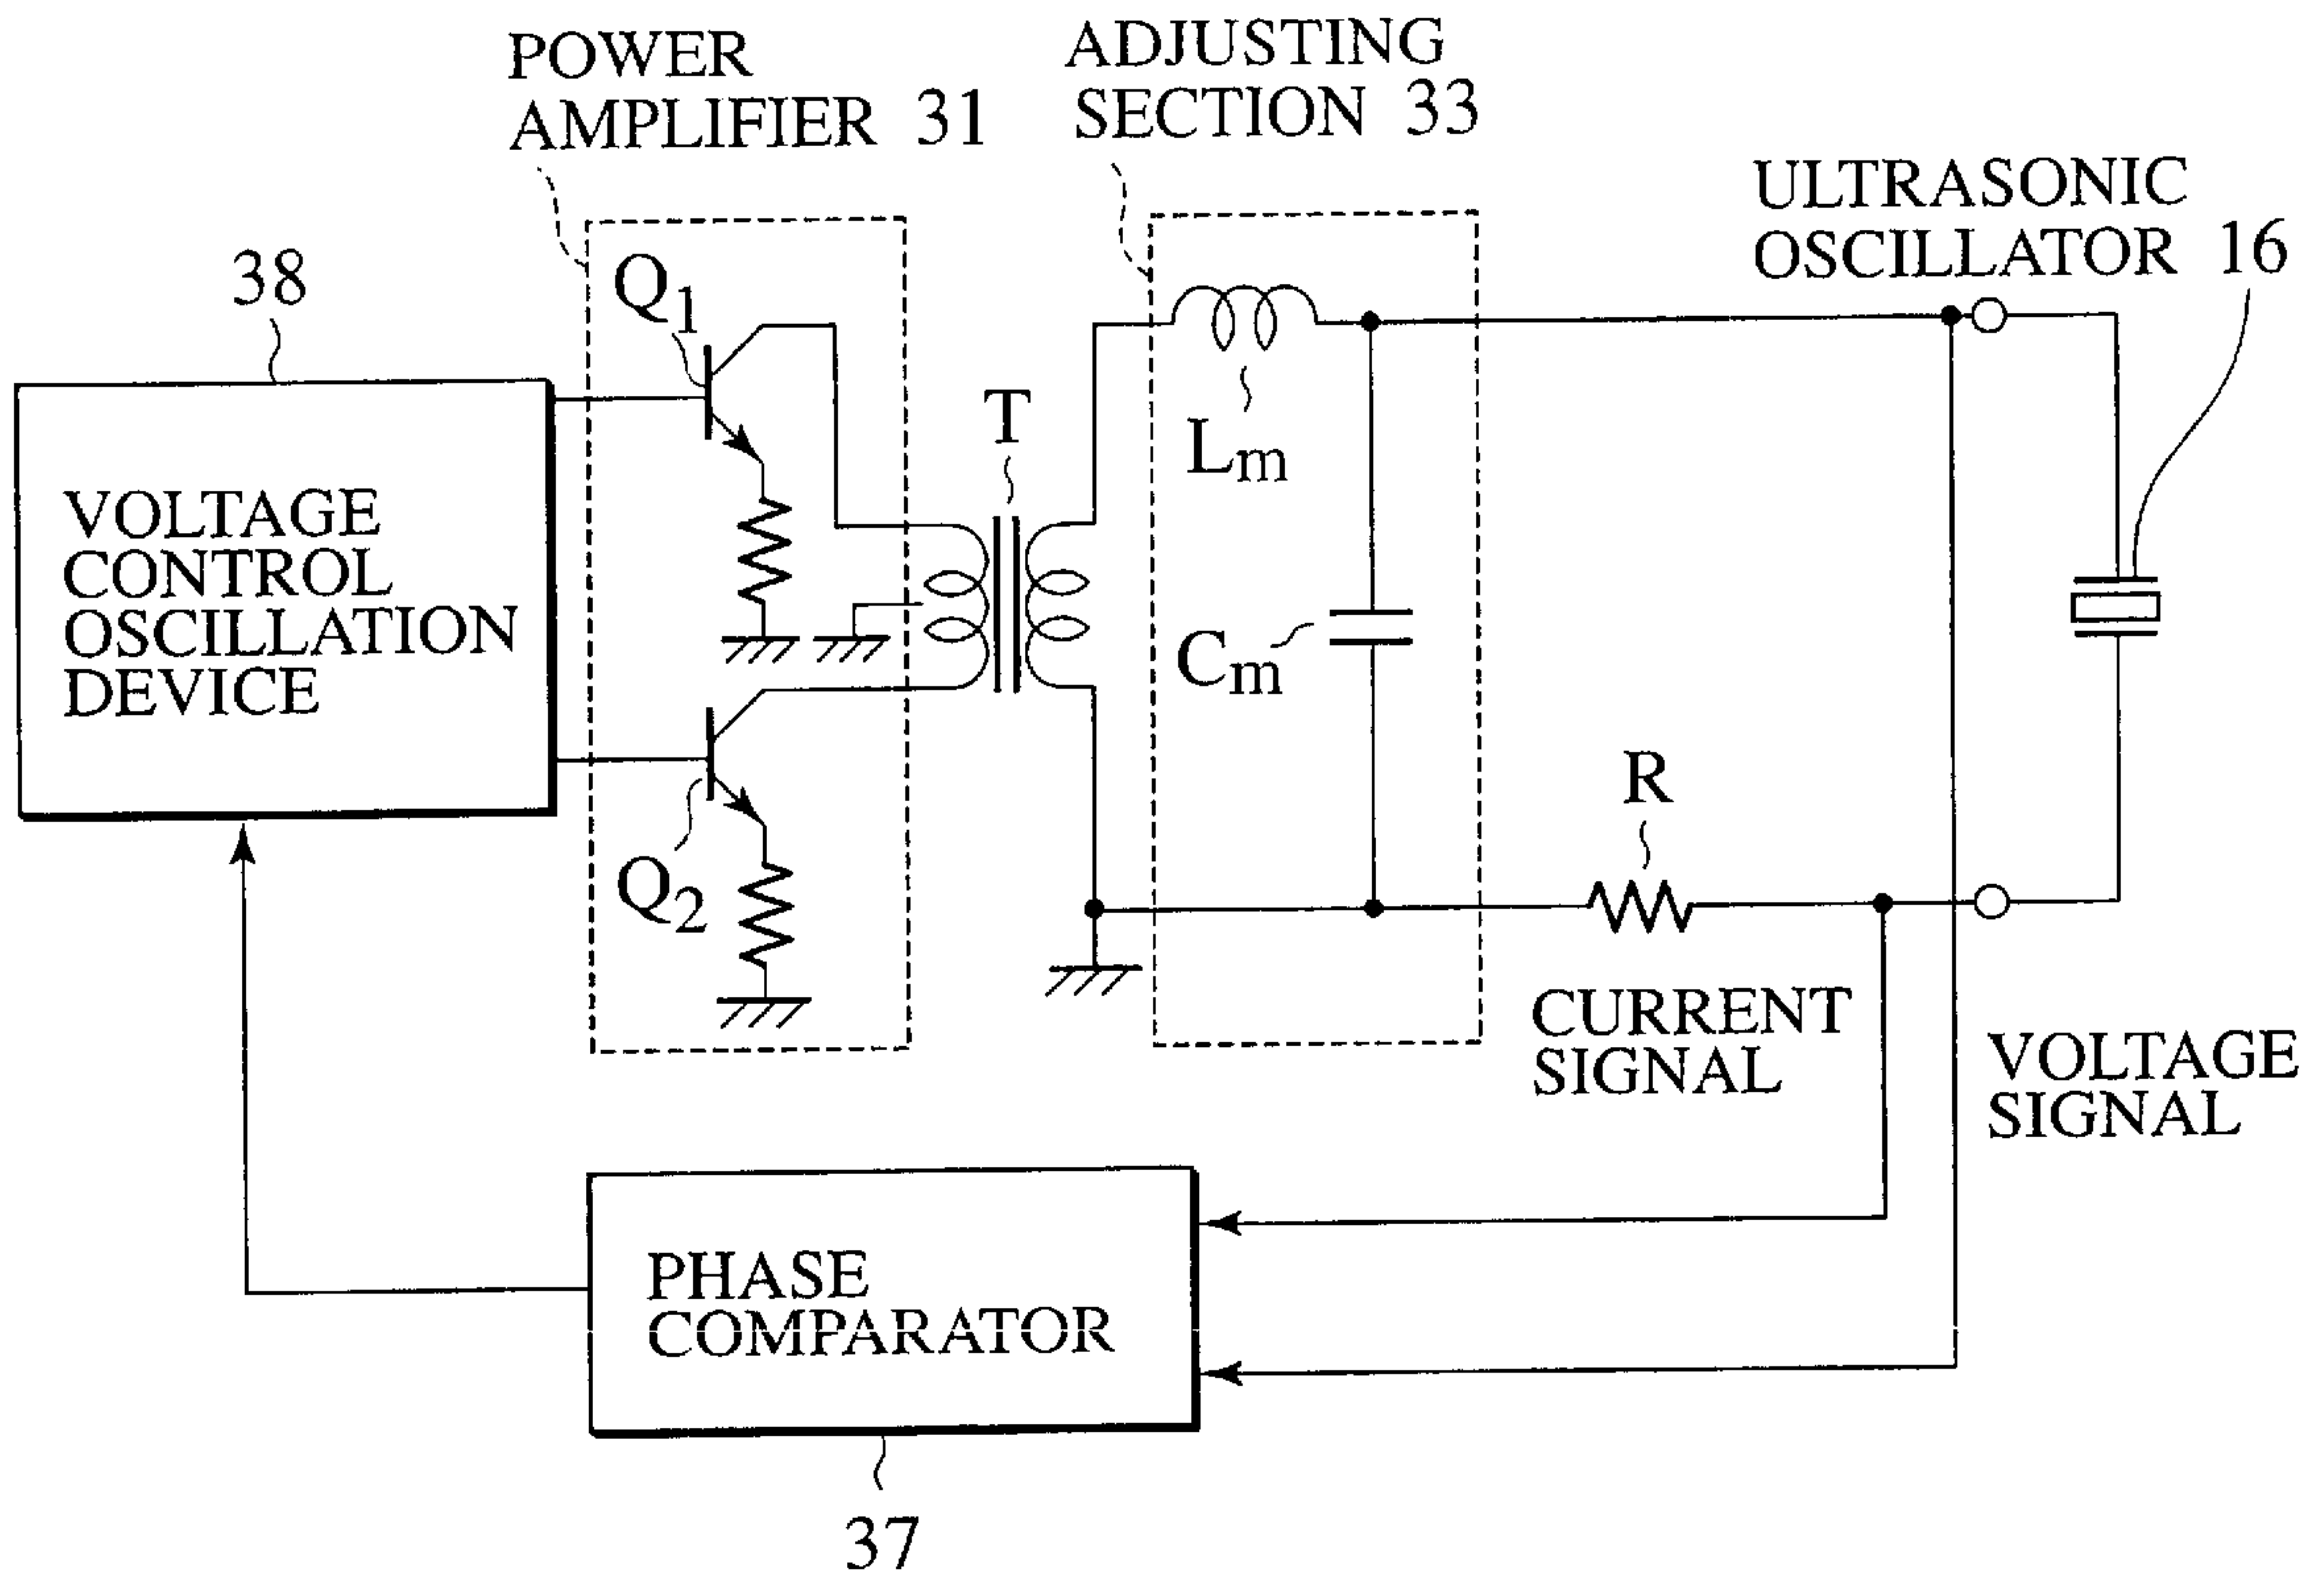 POWER
AMPLIFIER 31
ADJUSTING
SECTION 33
ULTRASONIC
OSCILLATOR 16
38
Q1
T
Lm
VOLTAGE
CONTROL
OSCILLATION
DEVICE
Cm
R
Q2
CURRENT
SIGNAL
VOLTAGE
SIGNAL
PHASE
COMPARATOR
37